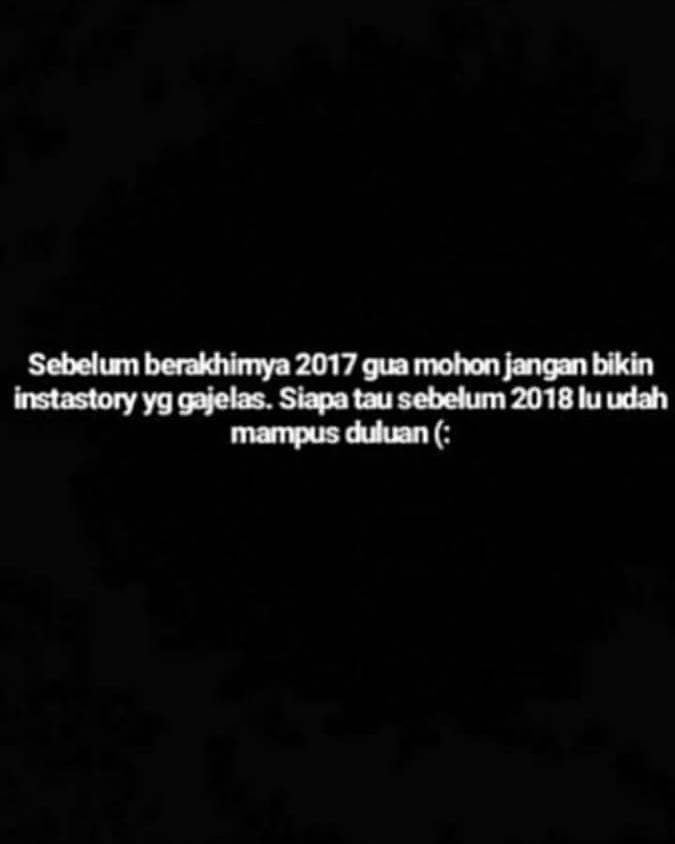 Sebelum berakhirnya 2017 gua mohon jangan bikin
instastory yg gajelas. Siapa tau sebelum 2018 lu udah
mampus duluan (: